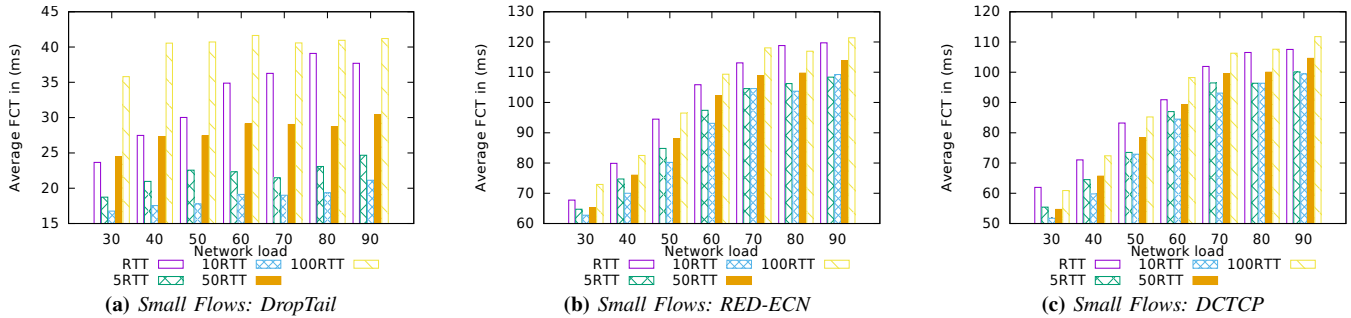 Average FCT in (ms)
45
40
35
30
25
20
15
30 40 50 60 70 80 90
Network load
RTT 10RTT 100RTT
5RTT 50RTT
(a) Small Flows: DropTail
Average FCT in (ms)
130
120
110
100
90
80
70
60
30 40 50 60 70 80 90
Network load
RTT 10RTT 100RTT
5RTT 50RTT
(b) Small Flows: RED-ECN
Average FCT in (ms)
120
110
100
90
80
70
60
50
30 40 50 60 70 80 90
Network load
RTT 10RTT 100RTT
5RTT 50RTT
(c) Small Flows: DCTCP